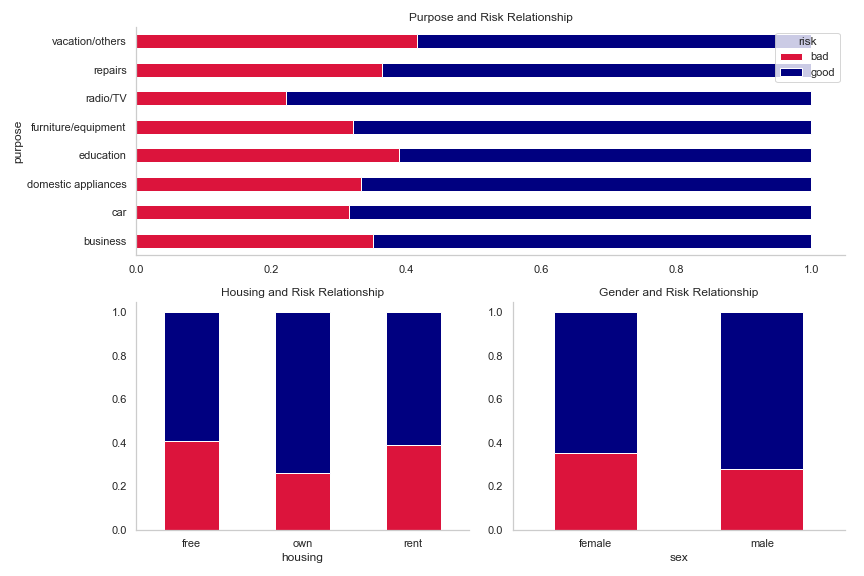 Purpose and Risk Relationship
purpose
vacation/others
repairs
radio/TV
furniture/equipment
education
domestic appliances
car
business
risk
bad
good
0.0 0.2 0.4 0.6 0.8 1.0
Housing and Risk Relationship
1.0
0.8
0.6
0.4
0.2
0.0
free own rent
housing
Gender and Risk Relationship
1.0
0.8
0.6
0.4
0.2
0.0
female male
sex